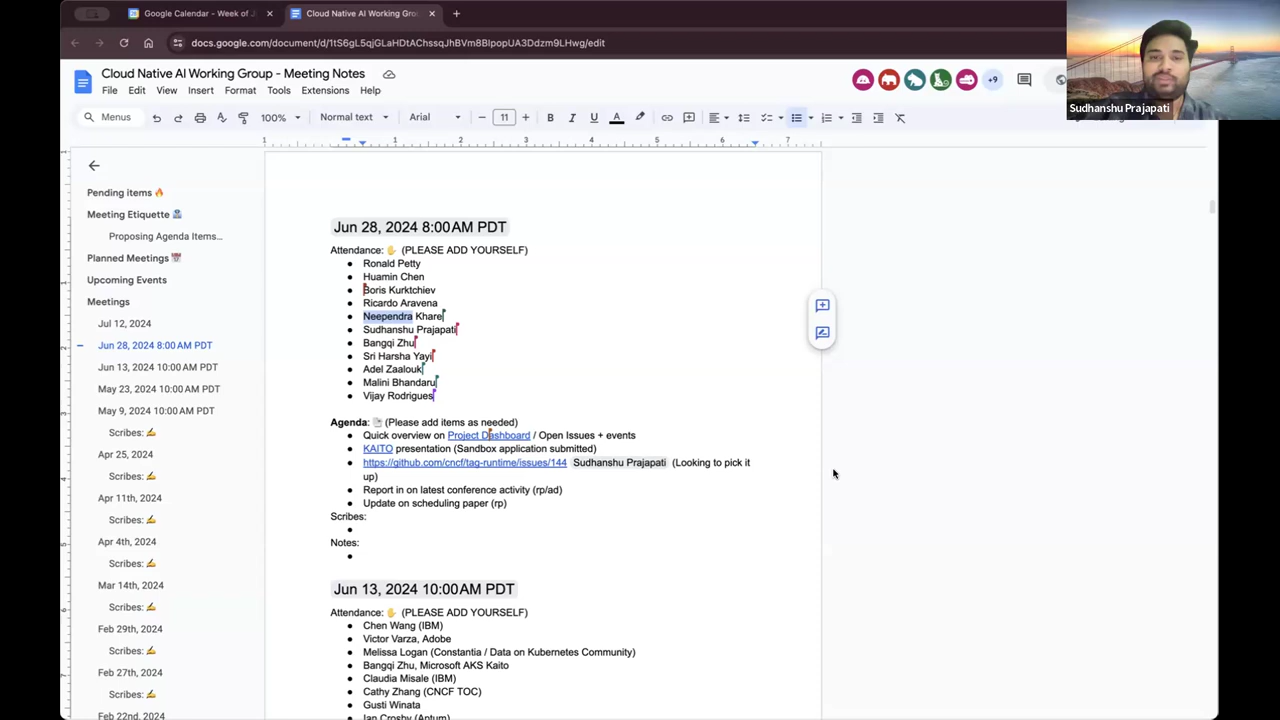 Google Calendar - Week of J
Cloud Native AI Working Gro
docs.google.com/document/d/1tS6gL5qjGLaHDtAChssqJhBVm8BIpopUA3Ddzm9LHwg/edit
Sudhanshu Prajapati
Cloud Native AI Working Group - Meeting Notes
File Edit View Insert Format Tools Extensions Help
+9
Menus 100% Normal text Arial 11
1 1 2 3 4 5 6 7
Pending items 🔥
Meeting Etiquette
Proposing Agenda Items...
Planned Meetings 📅
Upcoming Events
Meetings
Jul 12, 2024
Jun 28, 2024 8:00AM PDT
Jun 13, 2024 10:00AM PDT
May 23, 2024 10:00AM PDT
May 9, 2024 10:00AM PDT
Scribes: ✍️
Apr 25, 2024
Scribes: ✍️
Apr 11th, 2024
Scribes: ✍️
Apr 4th, 2024
Scribes: ✍️
Mar 14th, 2024
Scribes: ✍️
Feb 29th, 2024
Scribes: ✍️
Feb 27th, 2024
Scribes: ✍️
Feb 22nd, 2024
Jun 28, 2024 8:00AM PDT
Attendance: ✋ (PLEASE ADD YOURSELF)
● Ronald Petty
● Huamin Chen
● Boris Kurktchiev
● Ricardo Aravena
● Neependra Khare
● Sudhanshu Prajapati
● Bangqi Zhu
● Sri Harsha Yayi
● Adel Zaalouk
● Malini Bhandaru
● Vijay Rodrigues
Agenda: (Please add items as needed)
● Quick overview on Project Dashboard / Open Issues + events
● KAITO presentation (Sandbox application submitted)
● https://github.com/cncf/tag-runtime/issues/144 Sudhanshu Prajapati (Looking to pick it
up)
● Report in on latest conference activity (rp/ad)
● Update on scheduling paper (rp)
Scribes:
●
Notes:
●
Jun 13, 2024 10:00AM PDT
Attendance: ✋ (PLEASE ADD YOURSELF)
● Chen Wang (IBM)
● Victor Varza, Adobe
● Melissa Logan (Constantia / Data on Kubernetes Community)
● Bangqi Zhu, Microsoft AKS Kaito
● Claudia Misale (IBM)
● Cathy Zhang (CNCF TOC)
● Gusti Winata